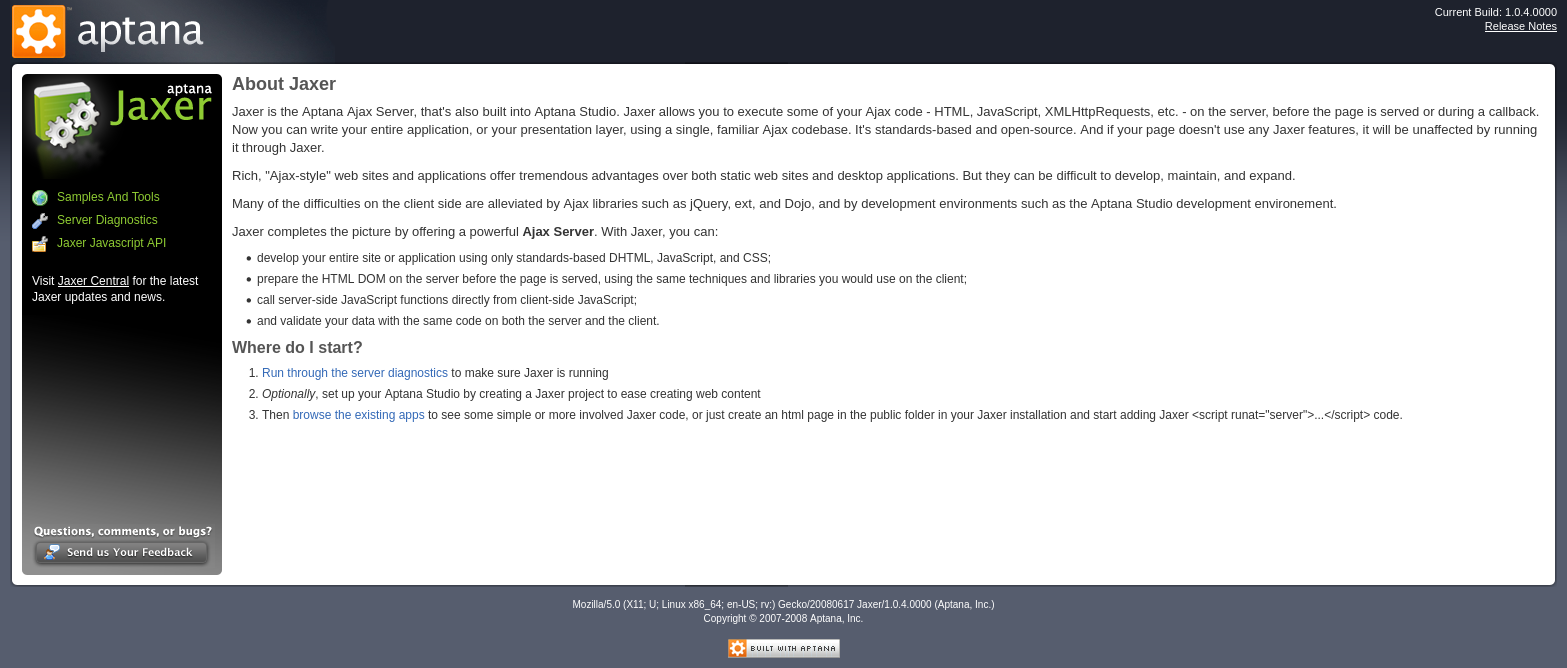 aptana
Current Build: 1.0.4.0000
Release Notes
aptana
Jaxer
Samples And Tools
Server Diagnostics
Jaxer Javascript API
Visit Jaxer Central for the latest
Jaxer updates and news.
Questions, comments, or bugs?
Send us Your Feedback
About Jaxer
Jaxer is the Aptana Ajax Server, that's also built into Aptana Studio. Jaxer allows you to execute some of your Ajax code - HTML, JavaScript, XMLHttpRequests, etc. - on the server, before the page is served or during a callback.
Now you can write your entire application, or your presentation layer, using a single, familiar Ajax codebase. It's standards-based and open-source. And if your page doesn't use any Jaxer features, it will be unaffected by running
it through Jaxer.
Rich, "Ajax-style" web sites and applications offer tremendous advantages over both static web sites and desktop applications. But they can be difficult to develop, maintain, and expand.
Many of the difficulties on the client side are alleviated by Ajax libraries such as jQuery, ext, and Dojo, and by development environments such as the Aptana Studio development environement.
Jaxer completes the picture by offering a powerful Ajax Server. With Jaxer, you can:
• develop your entire site or application using only standards-based DHTML, JavaScript, and CSS;
• prepare the HTML DOM on the server before the page is served, using the same techniques and libraries you would use on the client;
• call server-side JavaScript functions directly from client-side JavaScript;
• and validate your data with the same code on both the server and the client.
Where do I start?
1. Run through the server diagnostics to make sure Jaxer is running
2. Optionally, set up your Aptana Studio by creating a Jaxer project to ease creating web content
3. Then browse the existing apps to see some simple or more involved Jaxer code, or just create an html page in the public folder in your Jaxer installation and start adding Jaxer <script runat="server">...</script> code.
Mozilla/5.0 (X11; U; Linux x86_64; en-US; rv:) Gecko/20080617 Jaxer/1.0.4.0000 (Aptana, Inc.)
Copyright © 2007-2008 Aptana, Inc.
BUILT WITH APTANA